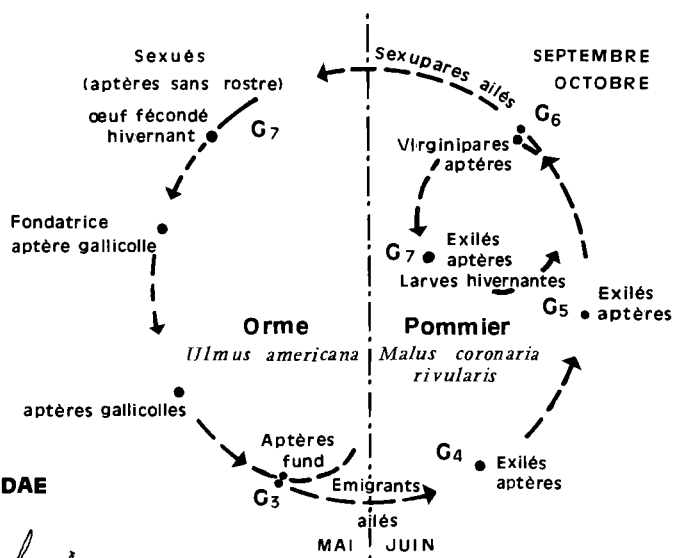 Sexués
(aptères sans rostre)
œuf fécondé
hivernant
G7
Sexupares ailés
SEPTEMBRE
OCTOBRE
G6
Virginipares
aptéres
Fondatrice
aptère gallicolle
G7
Exilés
aptères
Larves hivernantes
G5
Exilés
aptères
Orme
Ulmus americana
Pommier
Malus coronaria
rivularis
aptères gallicolles
Aptères
fund
G3
Emigrants
ailés
G4
Exilés
aptères
DAE
MAI
JUIN